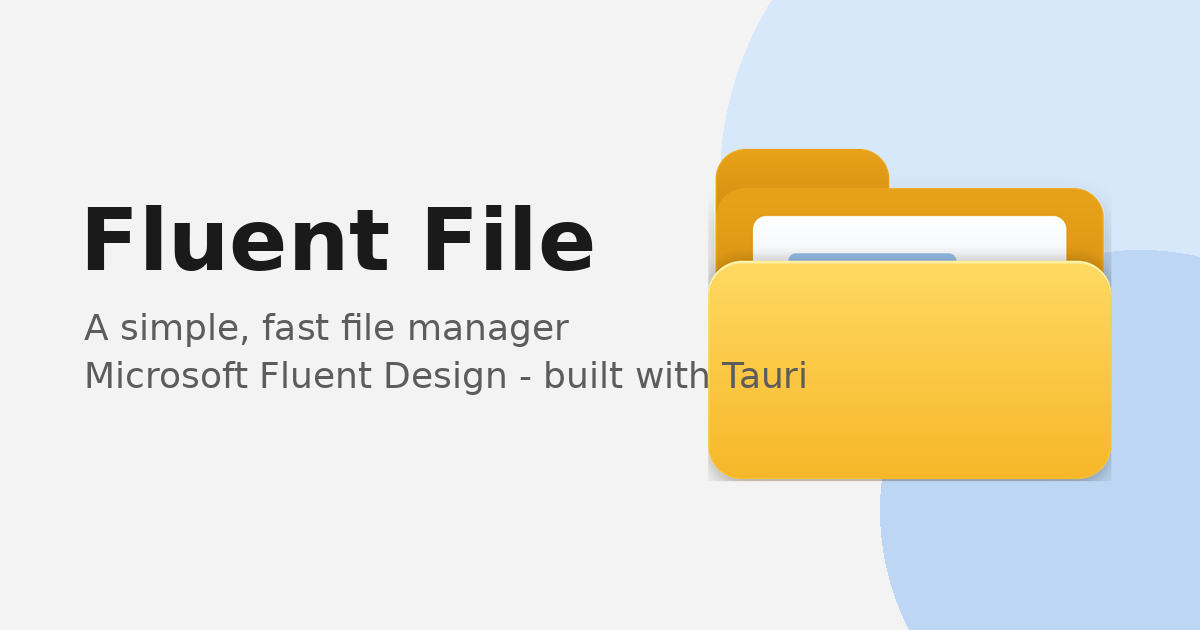 Fluent File
A simple, fast file manager
Microsoft Fluent Design - built with Tauri